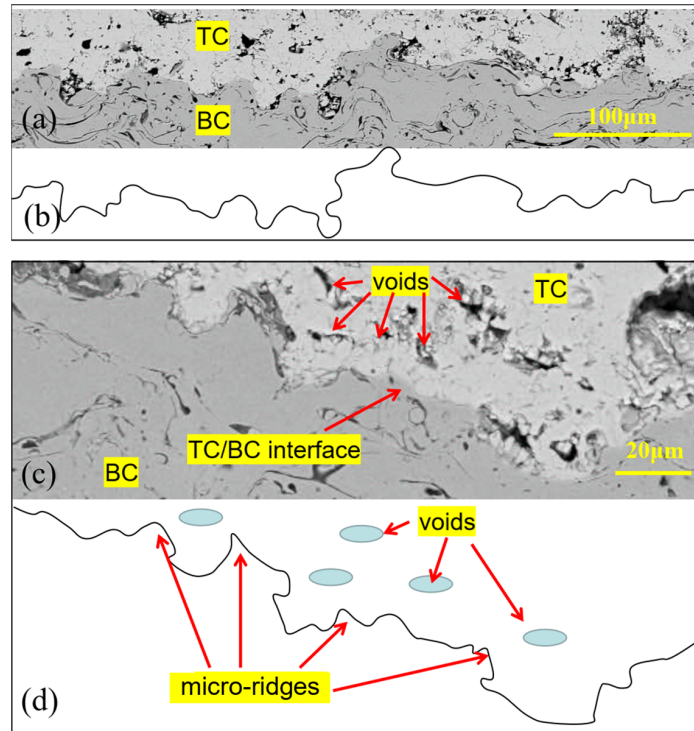 TC
(a)
BC
100μm
(b)
voids
TC
TC/BC interface
BC
(c)
20μm
voids
micro-ridges
(d)